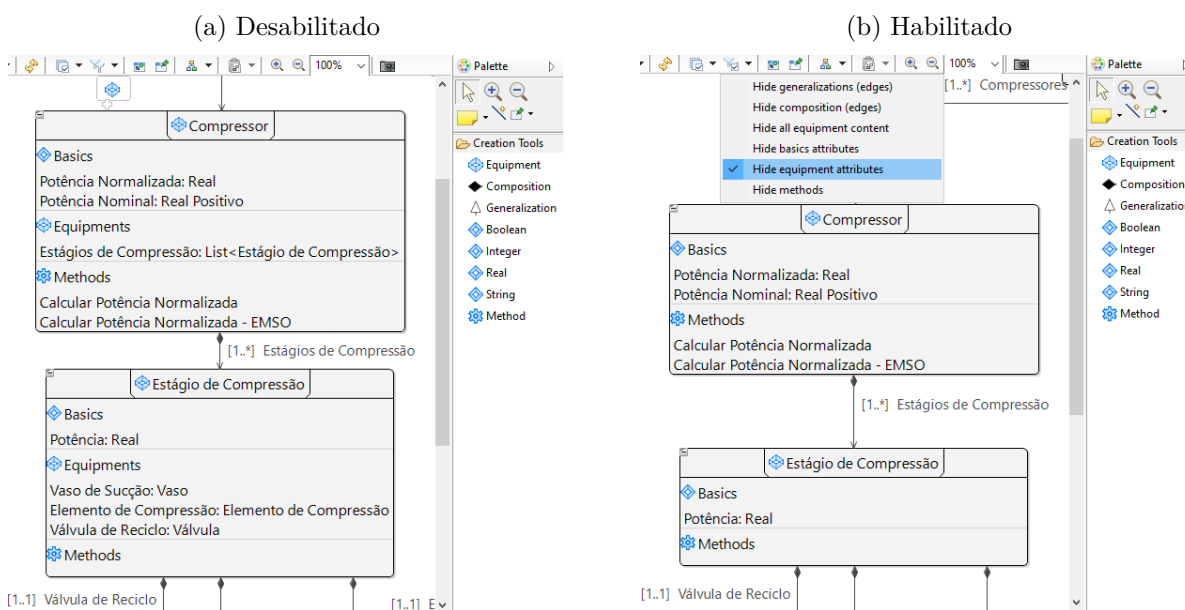 (a) Desabilitado
100%
Palette
Compressor
Basics
Potência Normalizada: Real
Potência Nominal: Real Positivo
Equipments
Estágios de Compressão: List<Estágio de Compressão>
Methods
Calcular Potência Normalizada
Calcular Potência Normalizada - EMSO
[1..*] Estágios de Compressão
Estágio de Compressão
Basics
Potência: Real
Equipments
Vaso de Sucção: Vaso
Elemento de Compressão: Elemento de Compressão
Válvula de Reciclo: Válvula
Methods
[1..1] Válvula de Reciclo
[1..1] E
Creation Tools
Equipment
Composition
Generalization
Boolean
Integer
Real
String
Method
(b) Habilitado
100%
Palette
Hide generalizations (edges)
Hide composition (edges)
Hide all equipment content
Hide basics attributes
Hide equipment attributes
Hide methods
[1..*] Compressores
Compressor
Basics
Potência Normalizada: Real
Potência Nominal: Real Positivo
Methods
Calcular Potência Normalizada
Calcular Potência Normalizada - EMSO
[1..*] Estágios de Compressão
Estágio de Compressão
Basics
Potência: Real
Methods
[1..1] Válvula de Reciclo
Creation Tools
Equipment
Composition
Generalizatio
Boolean
Integer
Real
String
Method